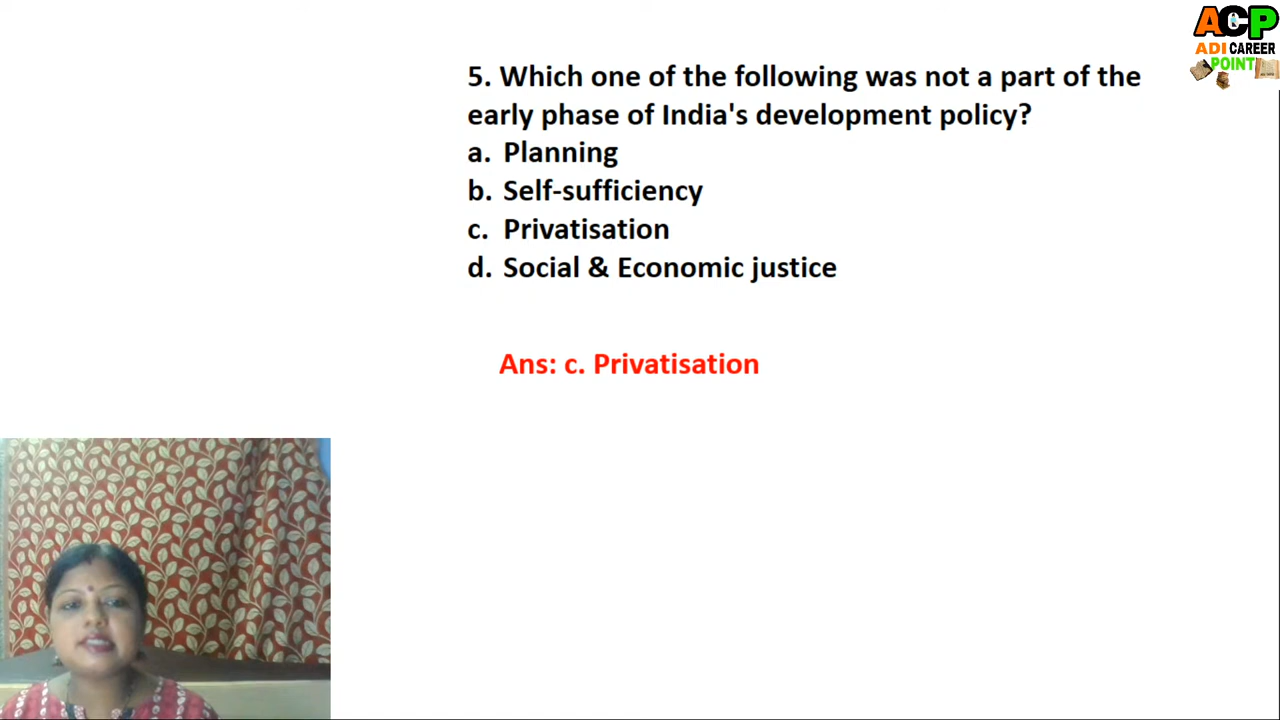 ACP
ADI CAREER
POINT
5. Which one of the following was not a part of the
early phase of India's development policy?
a. Planning
b. Self-sufficiency
c. Privatisation
d. Social & Economic justice
Ans: c. Privatisation